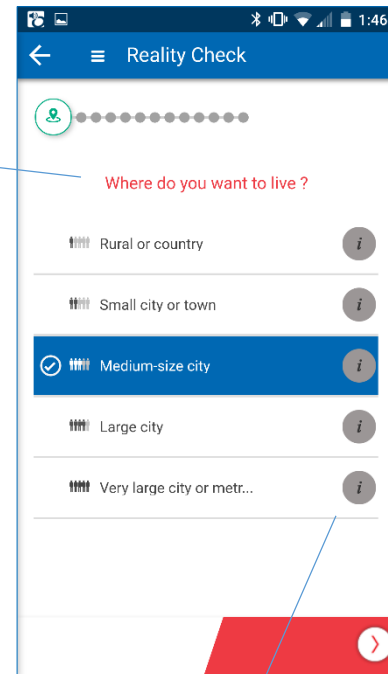 1:46
Reality Check
Where do you want to live ?
i Rural or country
i Small city or town
i Medium-size city
i Large city
i Very large city or metr...